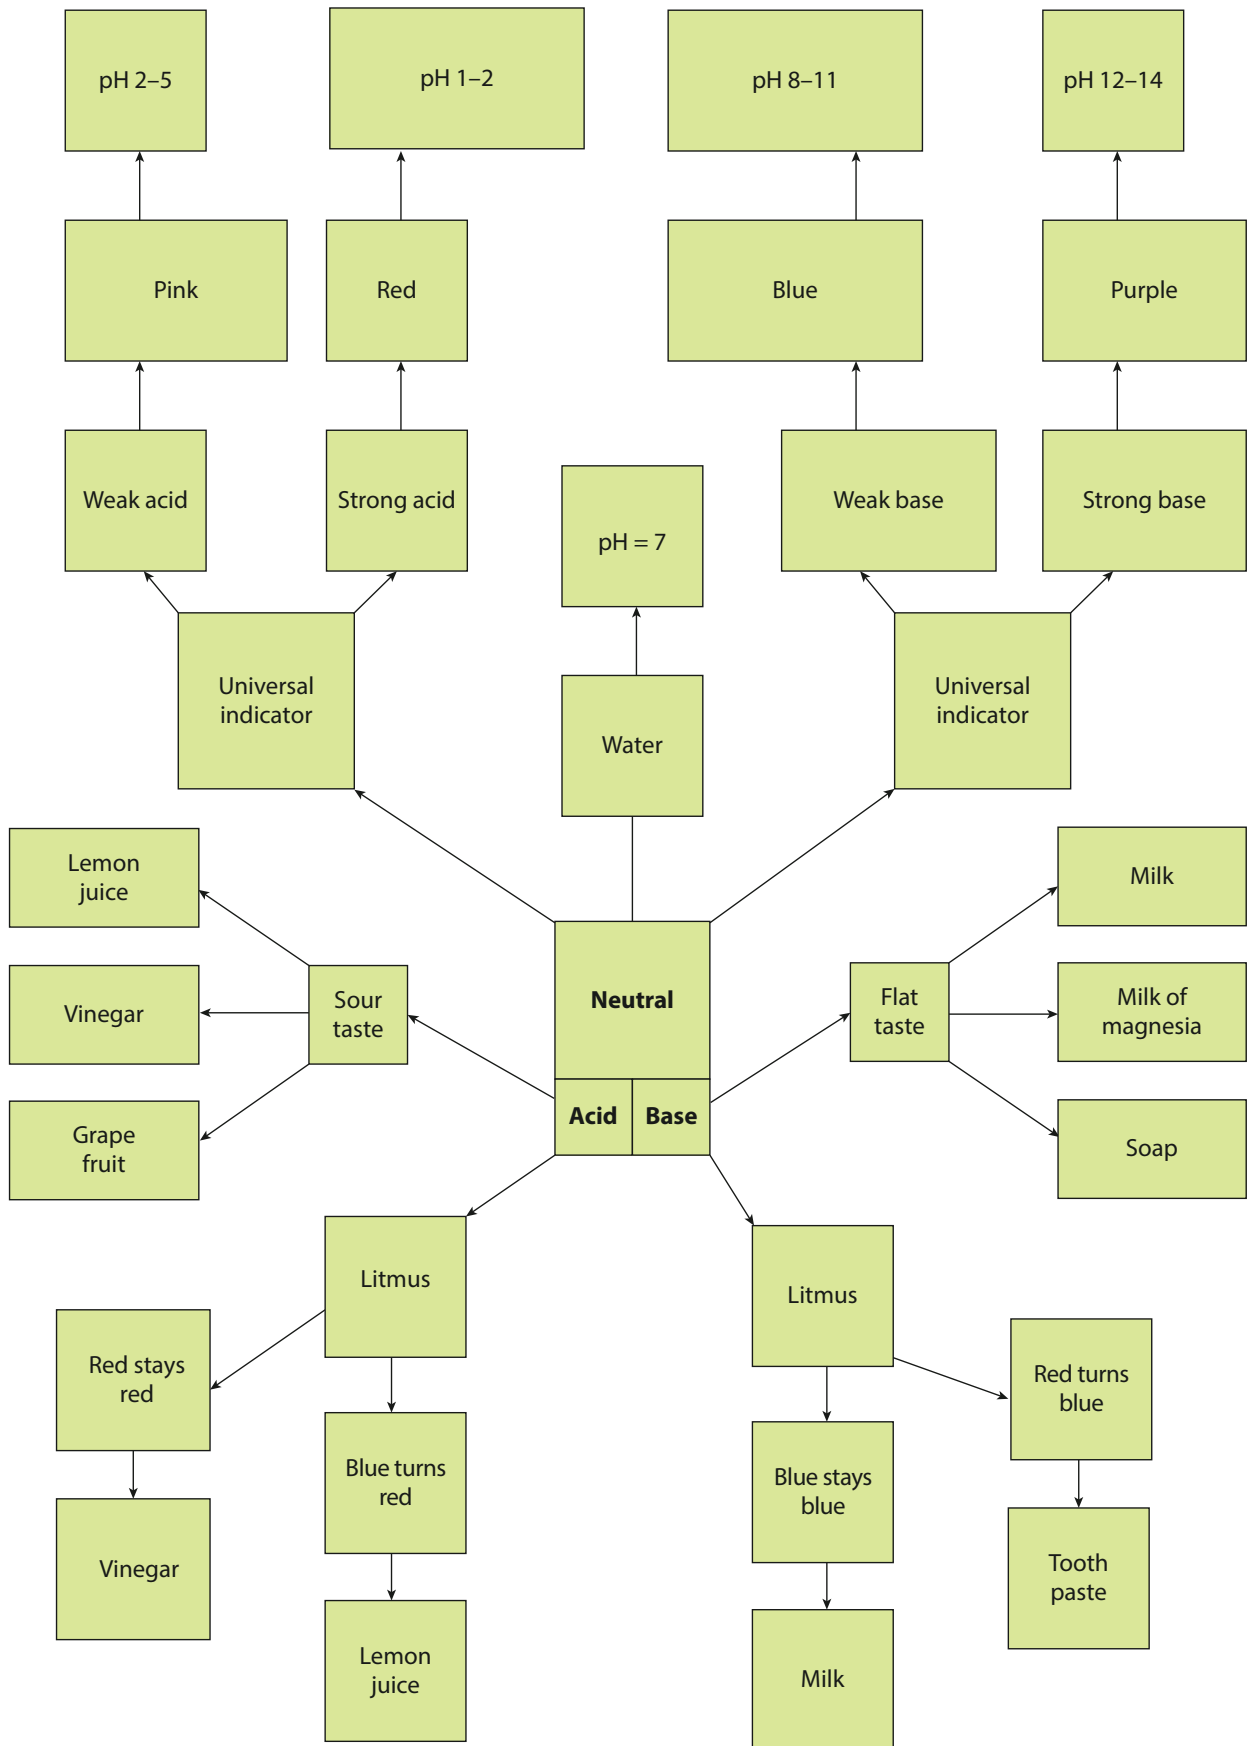 pH 2–5
pH 1–2
pH 8–11
pH 12–14
Pink
Red
Blue
Purple
Weak acid
Strong acid
Weak base
Strong base
pH = 7
Universal
indicator
Universal
indicator
Water
Lemon
juice
Milk
Vinegar
Sour
taste
Neutral
Flat
taste
Milk of
magnesia
Grape
fruit
Acid
Base
Soap
Litmus
Litmus
Red stays
red
Red turns
blue
Blue turns
red
Blue stays
blue
Vinegar
Tooth
paste
Lemon
juice
Milk